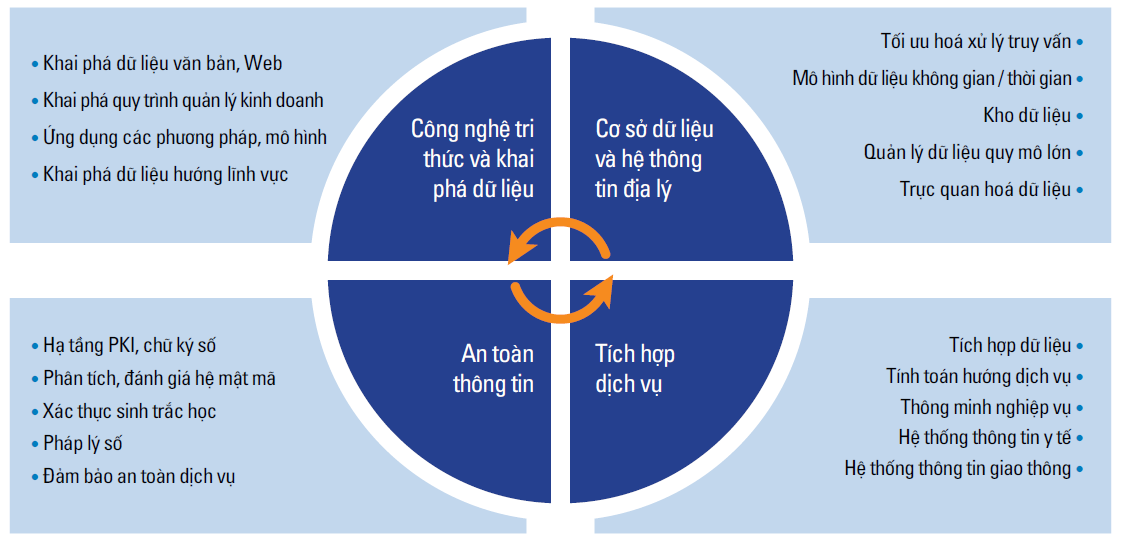 • Khai phá dữ liệu văn bản, Web
• Khai phá quy trình quản lý kinh doanh
• Ứng dụng các phương pháp, mô hình
• Khai phá dữ liệu hướng lĩnh vực
Công nghệ tri
thức và khai
phá dữ liệu
Cơ sở dữ liệu
và hệ thông
tin địa lý
Tối ưu hoá xử lý truy vấn •
Mô hình dữ liệu không gian / thời gian •
Kho dữ liệu •
Quản lý dữ liệu quy mô lớn •
Trực quan hoá dữ liệu •
• Hạ tầng PKI, chữ ký số
• Phân tích, đánh giá hệ mật mã
• Xác thực sinh trắc học
• Pháp lý số
• Đảm bảo an toàn dịch vụ
An toàn
thông tin
Tích hợp
dịch vụ
Tích hợp dữ liệu •
Tính toán hướng dịch vụ •
Thông minh nghiệp vụ •
Hệ thống thông tin y tế •
Hệ thống thông tin giao thông •